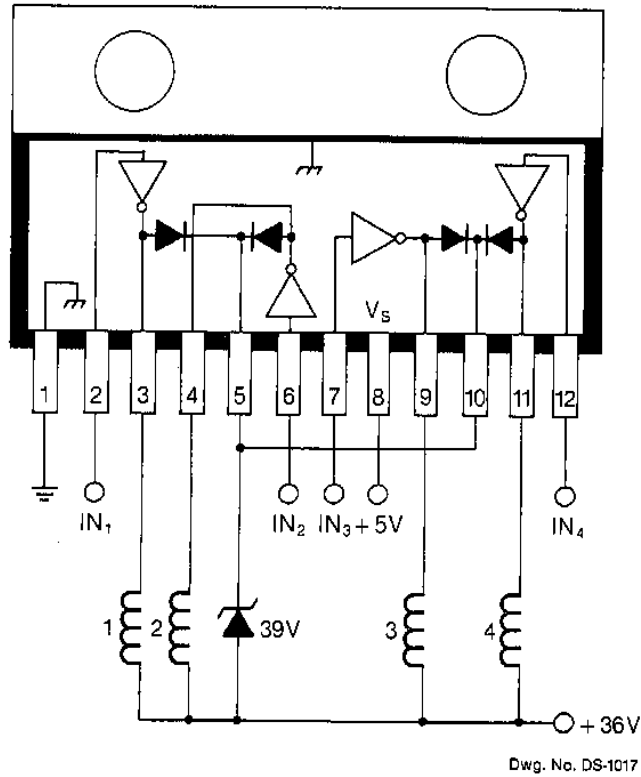 V_S
1 2 3 4 5 6 7 8 9 10 11 12
IN₁ IN₂ IN₃ +5V IN₄
1 2 39V 3 4
+36V
Dwg. No. DS-1017